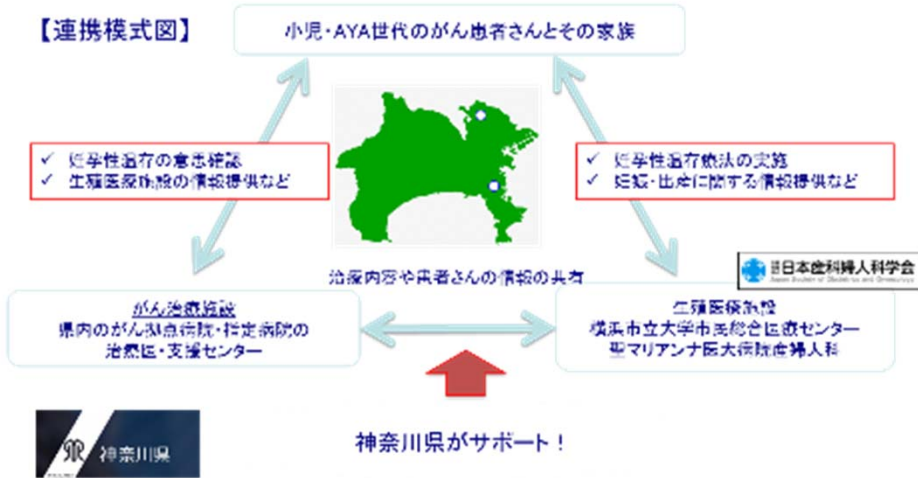 【連携模式図】
小児・AYA世代のがん患者さんとその家族
✓ 妊孕性温存の意思確認
✓ 生殖医療施設の情報提供など
✓ 妊孕性温存療法の実施
✓ 妊娠・出産に関する情報提供など
治療内容や患者さんの情報の共有
日本産科婦人科学会
Japan Society of Obstetrics and Gynecology
がん治療施設
県内のがん拠点病院・指定病院の
治療医・支援センター
生殖医療施設
横浜市立大学市民総合医療センター
聖マリアンナ医大病院産婦人科
神奈川県がサポート！
神奈川県